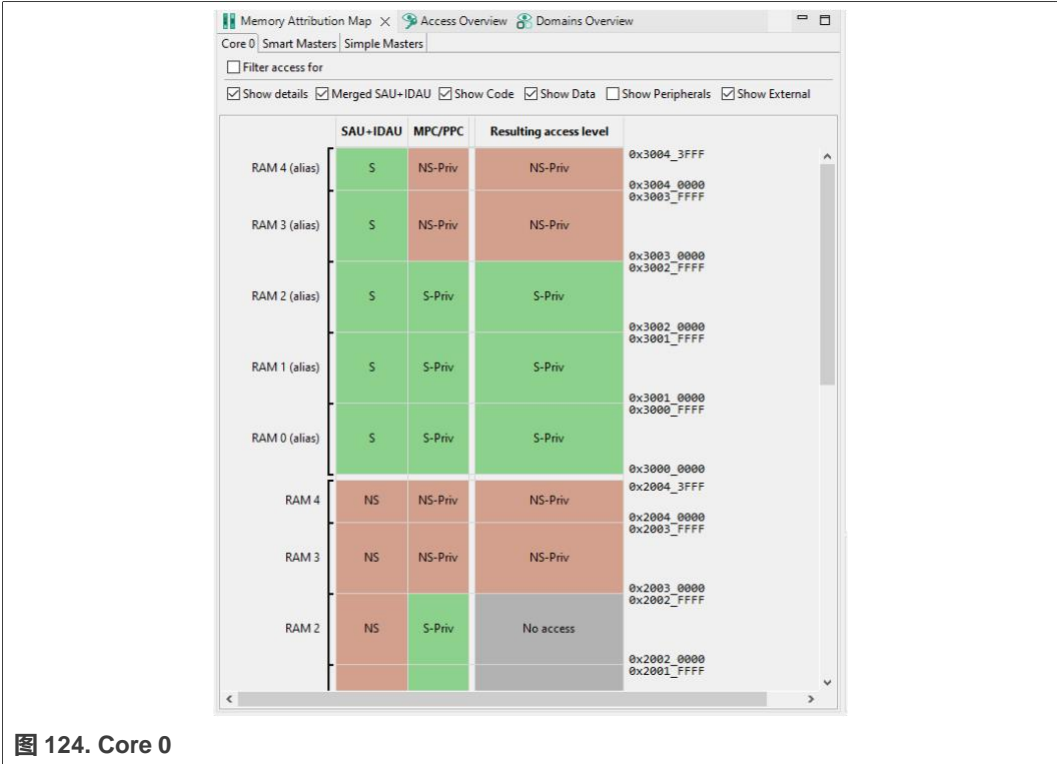 Memory Attribution Map Access Overview Domains Overview
Core 0 Smart Masters Simple Masters
Filter access for
Show details Merged SAU+IDAU Show Code Show Data Show Peripherals Show External
SAU+IDAU MPC/PPC Resulting access level
0x3004_3FFF
RAM 4 (alias) S NS-Priv NS-Priv
0x3004_0000
0x3003_FFFF
RAM 3 (alias) S NS-Priv NS-Priv
0x3003_0000
0x3002_FFFF
RAM 2 (alias) S S-Priv S-Priv
0x3002_0000
0x3001_FFFF
RAM 1 (alias) S S-Priv S-Priv
0x3001_0000
0x3000_FFFF
RAM 0 (alias) S S-Priv S-Priv
0x3000_0000
0x2004_3FFF
RAM 4 NS NS-Priv NS-Priv
0x2004_0000
0x2003_FFFF
RAM 3 NS NS-Priv NS-Priv
0x2003_0000
0x2002_FFFF
RAM 2 NS S-Priv No access
0x2002_0000
0x2001_FFFF
图 124. Core 0